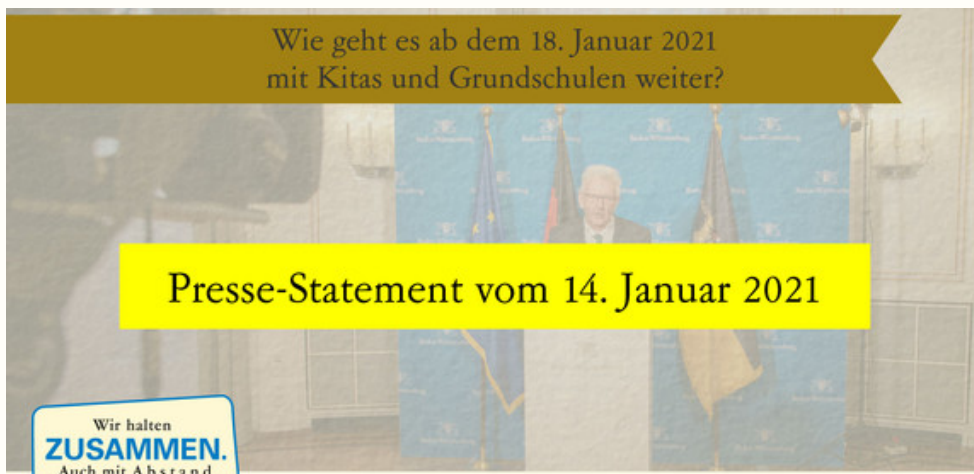 Wie geht es ab dem 18. Januar 2021
mit Kitas und Grundschulen weiter?
Presse-Statement vom 14. Januar 2021
Wir halten
ZUSAMMEN.
Auch mit Abstand